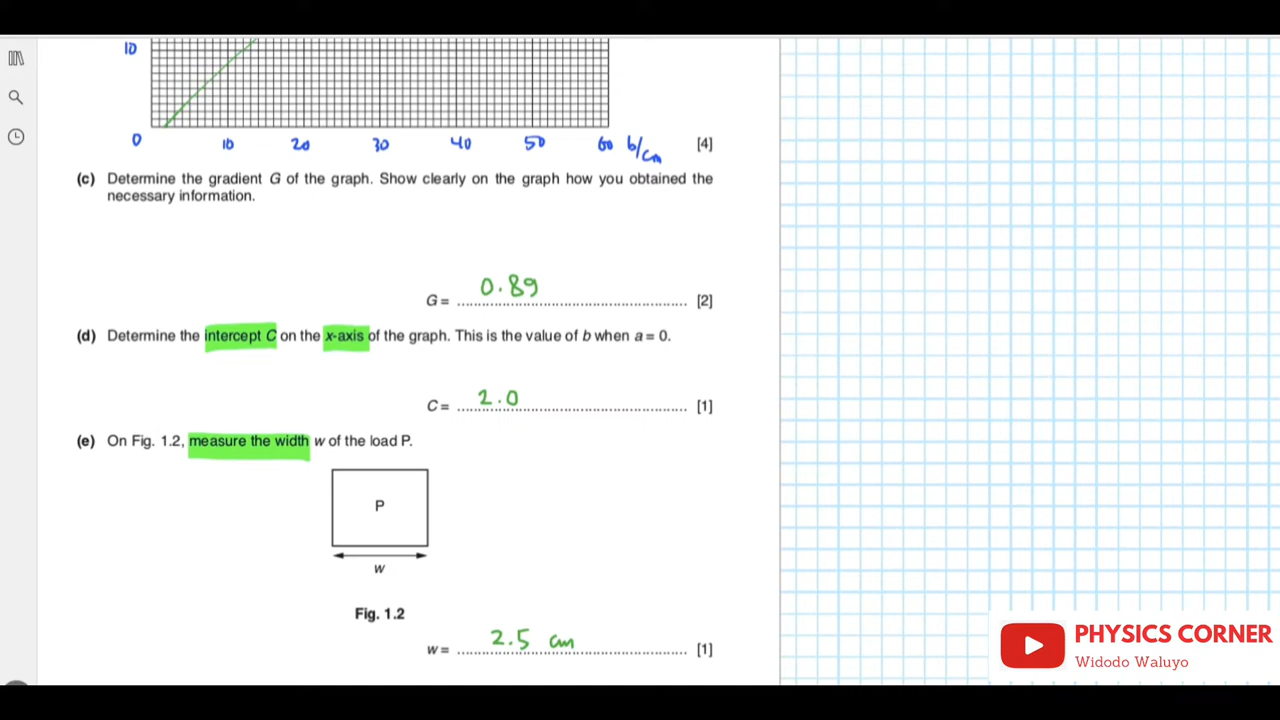 10
0 10 20 30 40 50 60 b/cm [4]
(c) Determine the gradient G of the graph. Show clearly on the graph how you obtained the
necessary information.
G = 0.89 [2]
(d) Determine the intercept C on the x-axis of the graph. This is the value of b when a = 0.
C = 2.0 [1]
(e) On Fig. 1.2, measure the width w of the load P.
P
w
Fig. 1.2
w = 2.5 cm [1]
PHYSICS CORNER
Widodo Waluyo